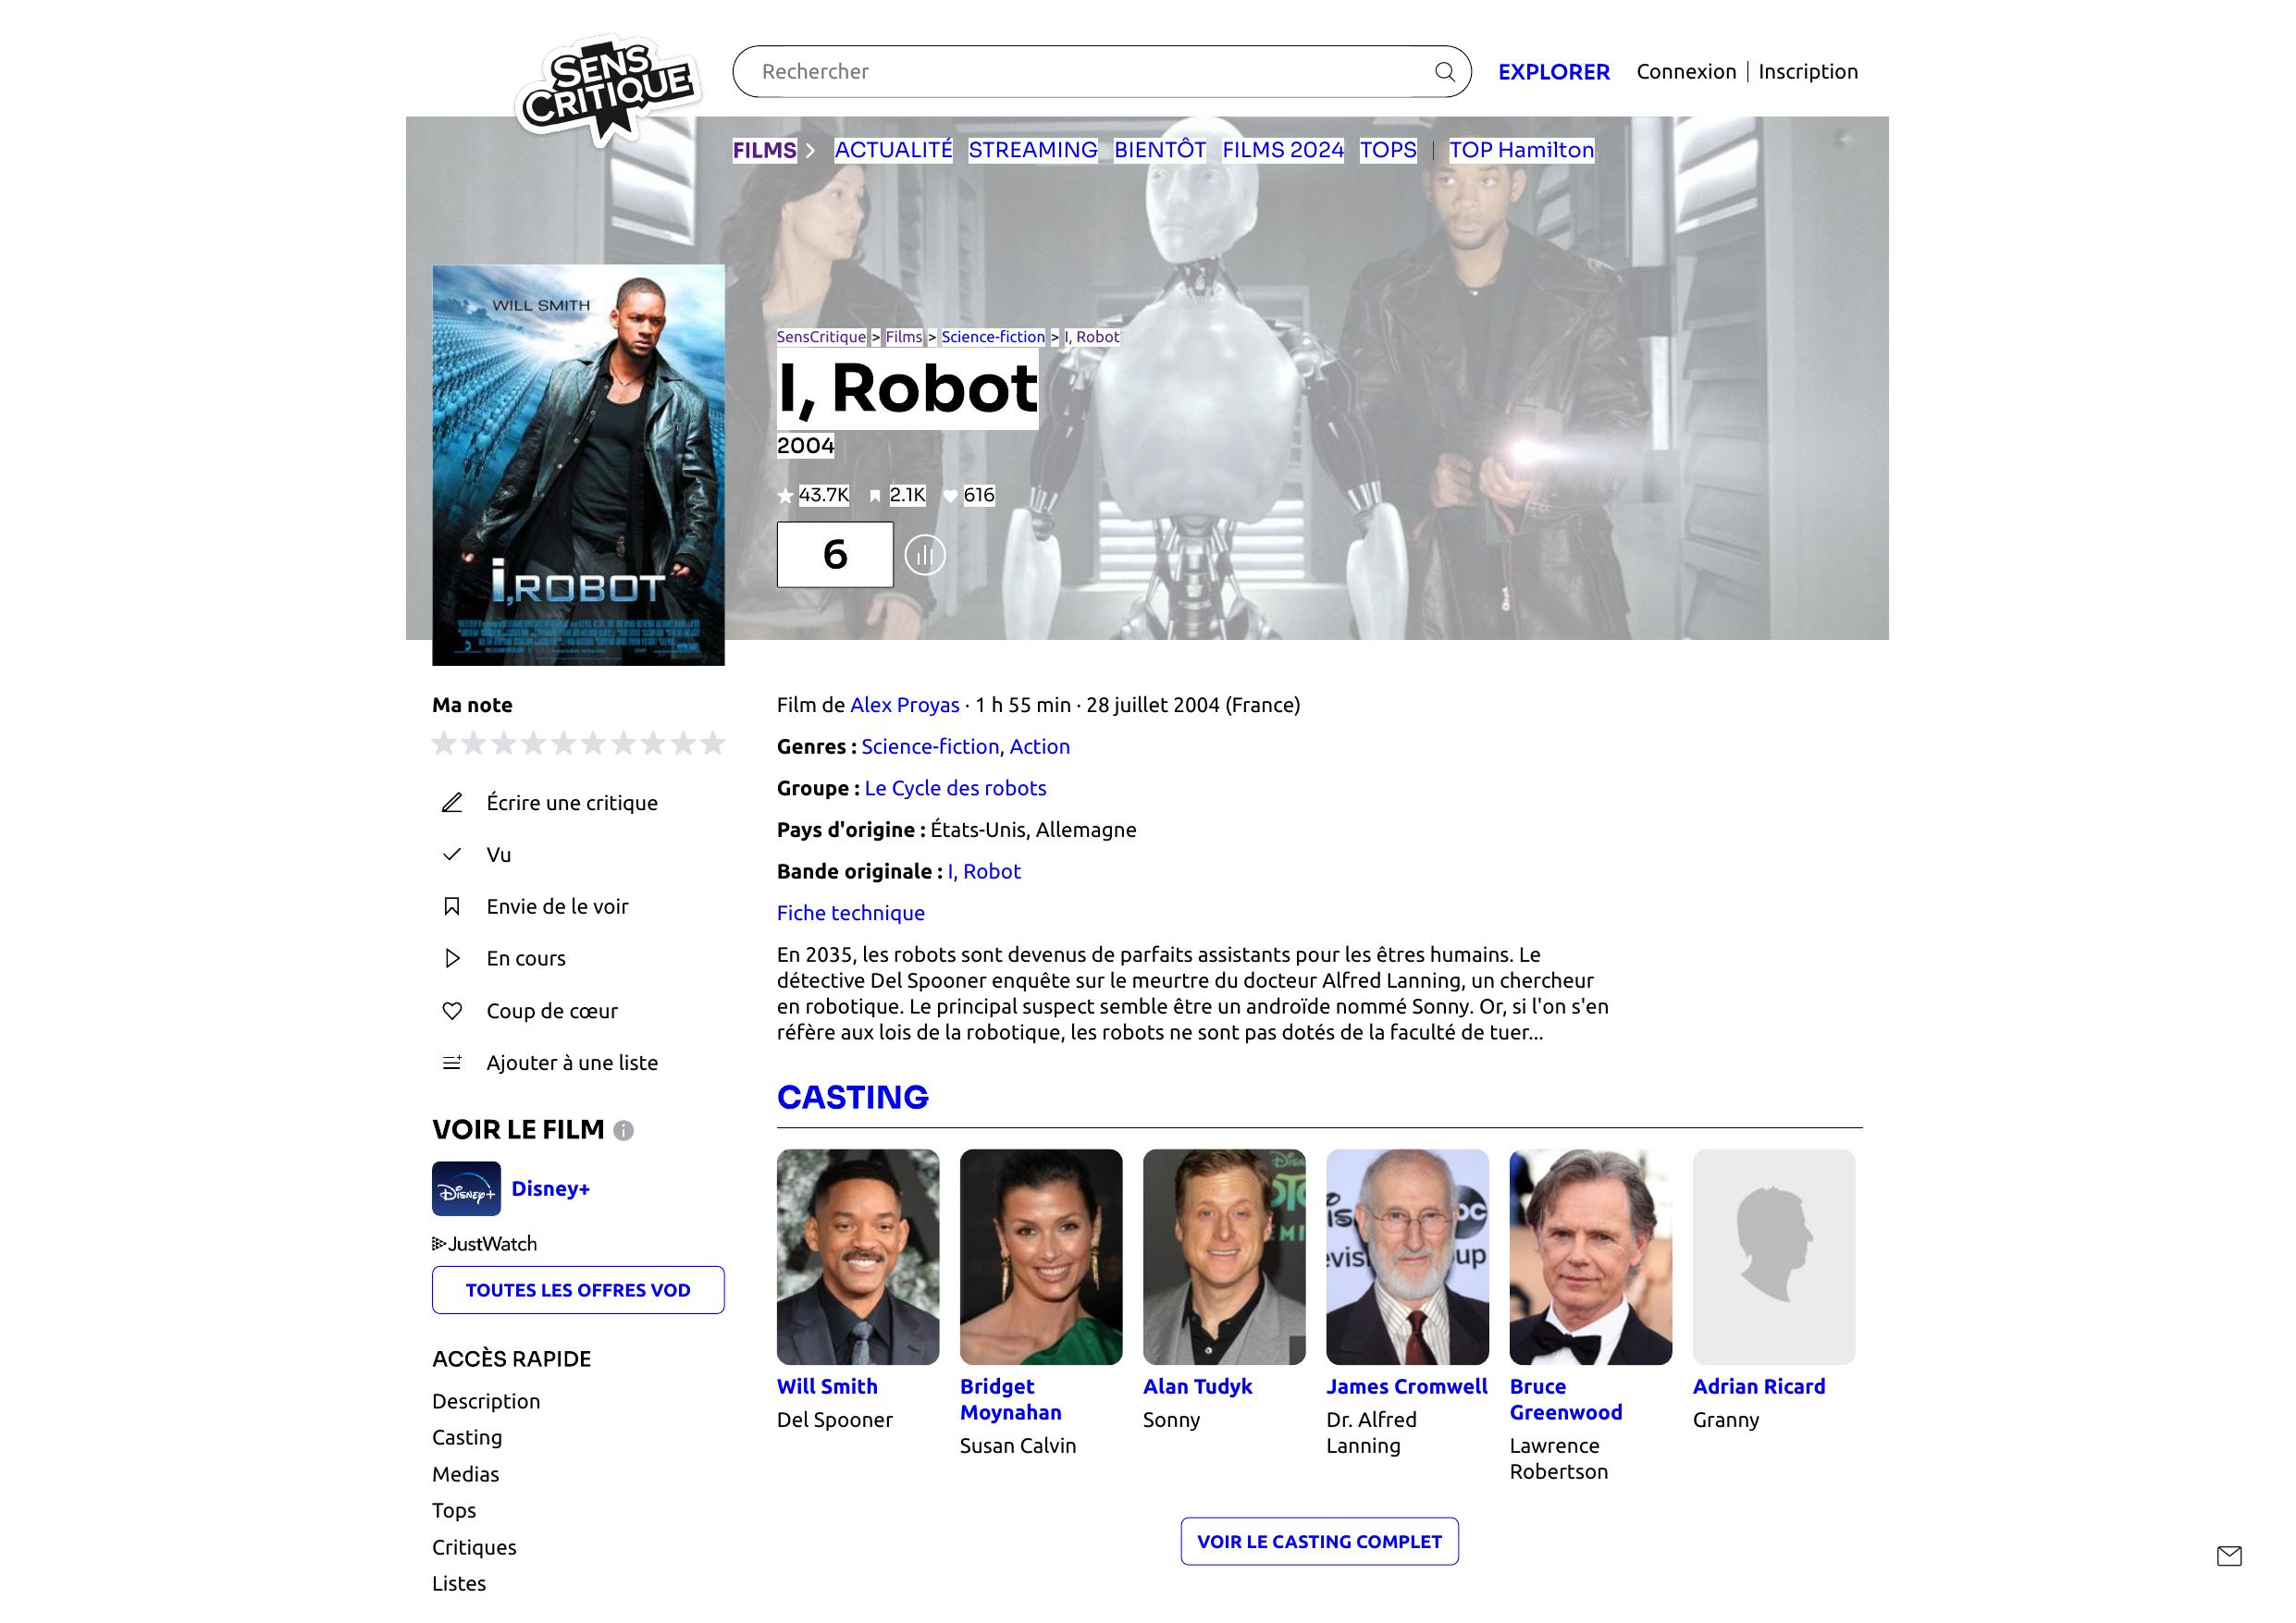 SENS
CRITIQUE
Rechercher
EXPLORER
Connexion | Inscription
FILMS
ACTUALITÉ
STREAMING
BIENTÔT
FILMS 2024
TOPS
TOP Hamilton
WILL SMITH
i,ROBOT
SensCritique > Films > Science-fiction > I, Robot
I, Robot
2004
43.7K
2.1K
616
6
Ma note
Écrire une critique
Vu
Envie de le voir
En cours
Coup de cœur
Ajouter à une liste
VOIR LE FILM
Disney+
Disney+
JustWatch
TOUTES LES OFFRES VOD
ACCÈS RAPIDE
Description
Casting
Medias
Tops
Critiques
Listes
Film de Alex Proyas · 1 h 55 min · 28 juillet 2004 (France)
Genres : Science-fiction, Action
Groupe : Le Cycle des robots
Pays d'origine : États-Unis, Allemagne
Bande originale : I, Robot
Fiche technique
En 2035, les robots sont devenus de parfaits assistants pour les êtres humains. Le
détective Del Spooner enquête sur le meurtre du docteur Alfred Lanning, un chercheur
en robotique. Le principal suspect semble être un androïde nommé Sonny. Or, si l'on s'en
réfère aux lois de la robotique, les robots ne sont pas dotés de la faculté de tuer...
CASTING
Will Smith
Del Spooner
Bridget
Moynahan
Susan Calvin
Alan Tudyk
Sonny
James Cromwell
Dr. Alfred
Lanning
Bruce
Greenwood
Lawrence
Robertson
Adrian Ricard
Granny
VOIR LE CASTING COMPLET